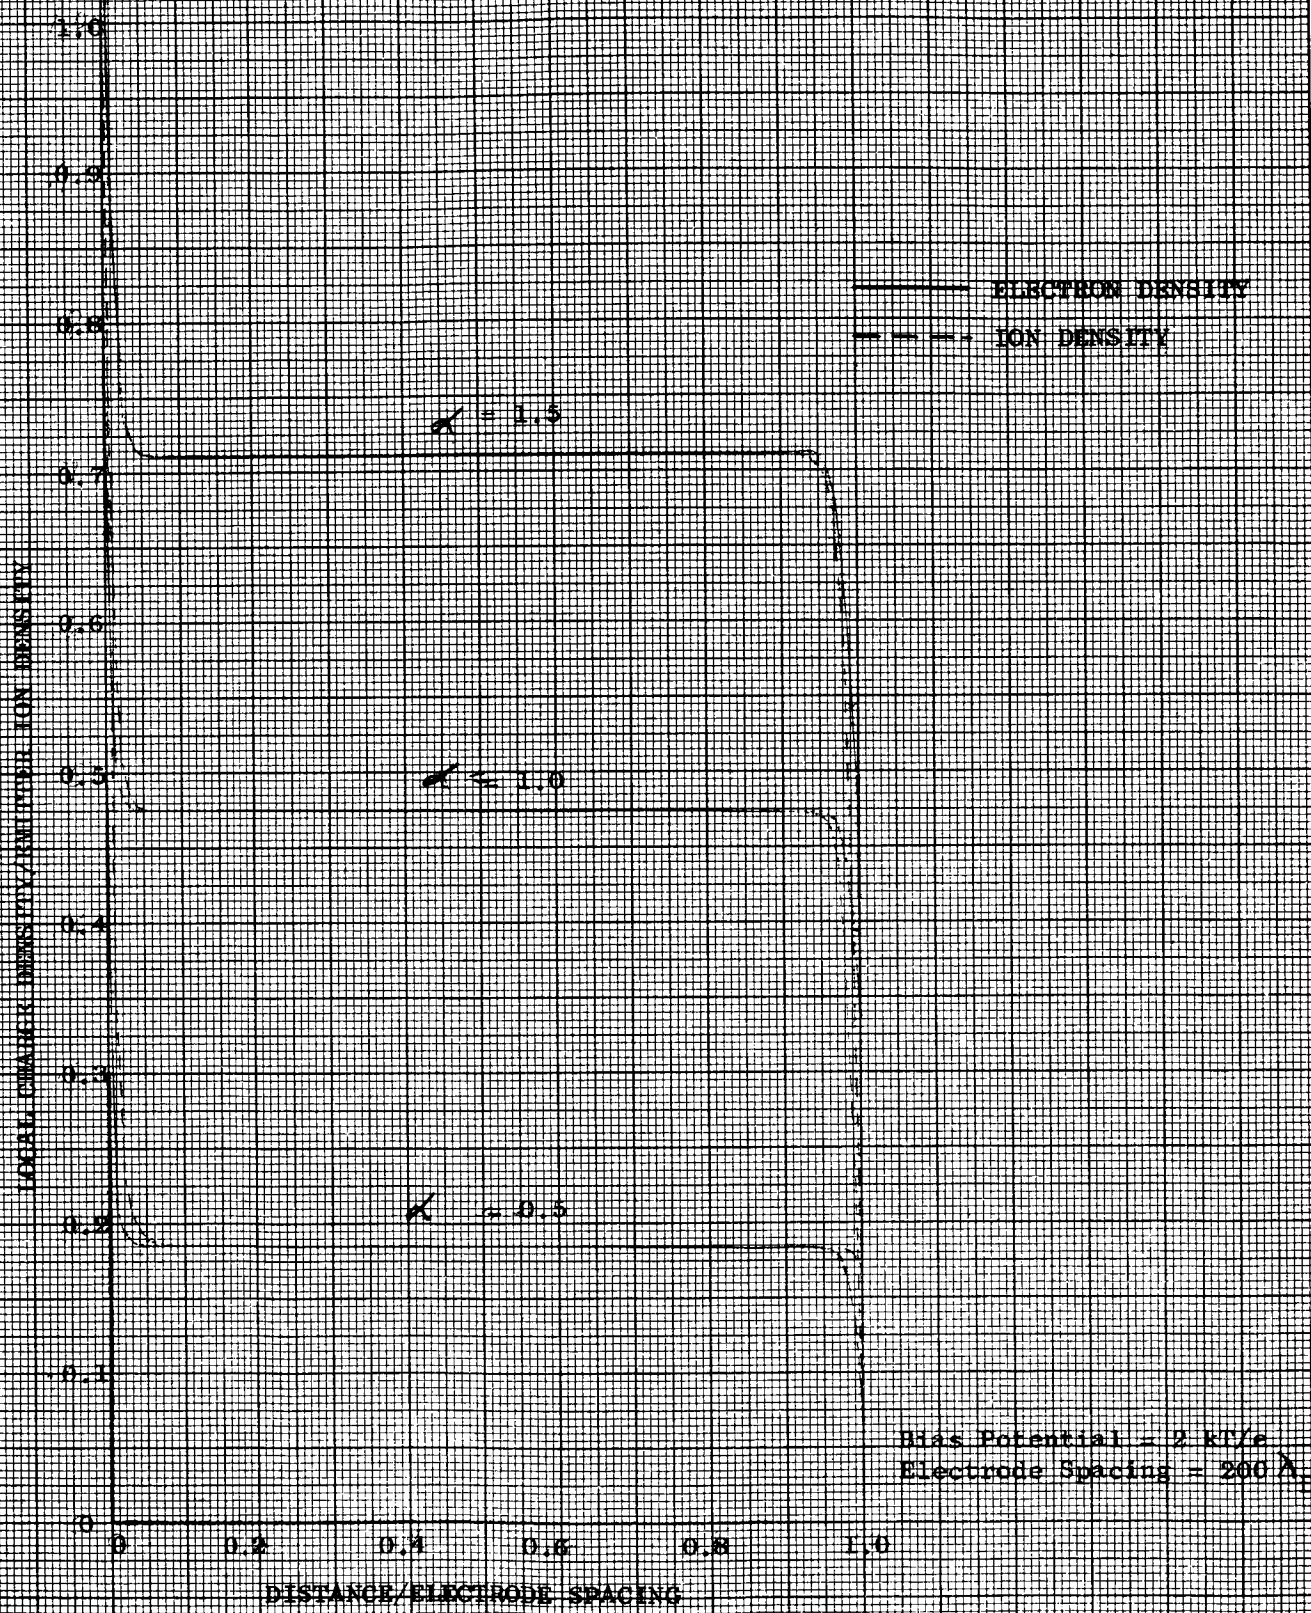 1.0
0.9
0.8
0.7
0.6
0.5
0.4
0.3
0.2
0.1
0
LOCAL CHARGE DENSITY/EMITTER ION DENSITY
ELECTRON DENSITY
ION DENSITY
α = 1.5
α = 1.0
α = 0.5
Bias Potential = 2 kT/e
Electrode Spacing = 200 λ
0 0.2 0.4 0.6 0.8 1.0
DISTANCE/ELECTRODE SPACING